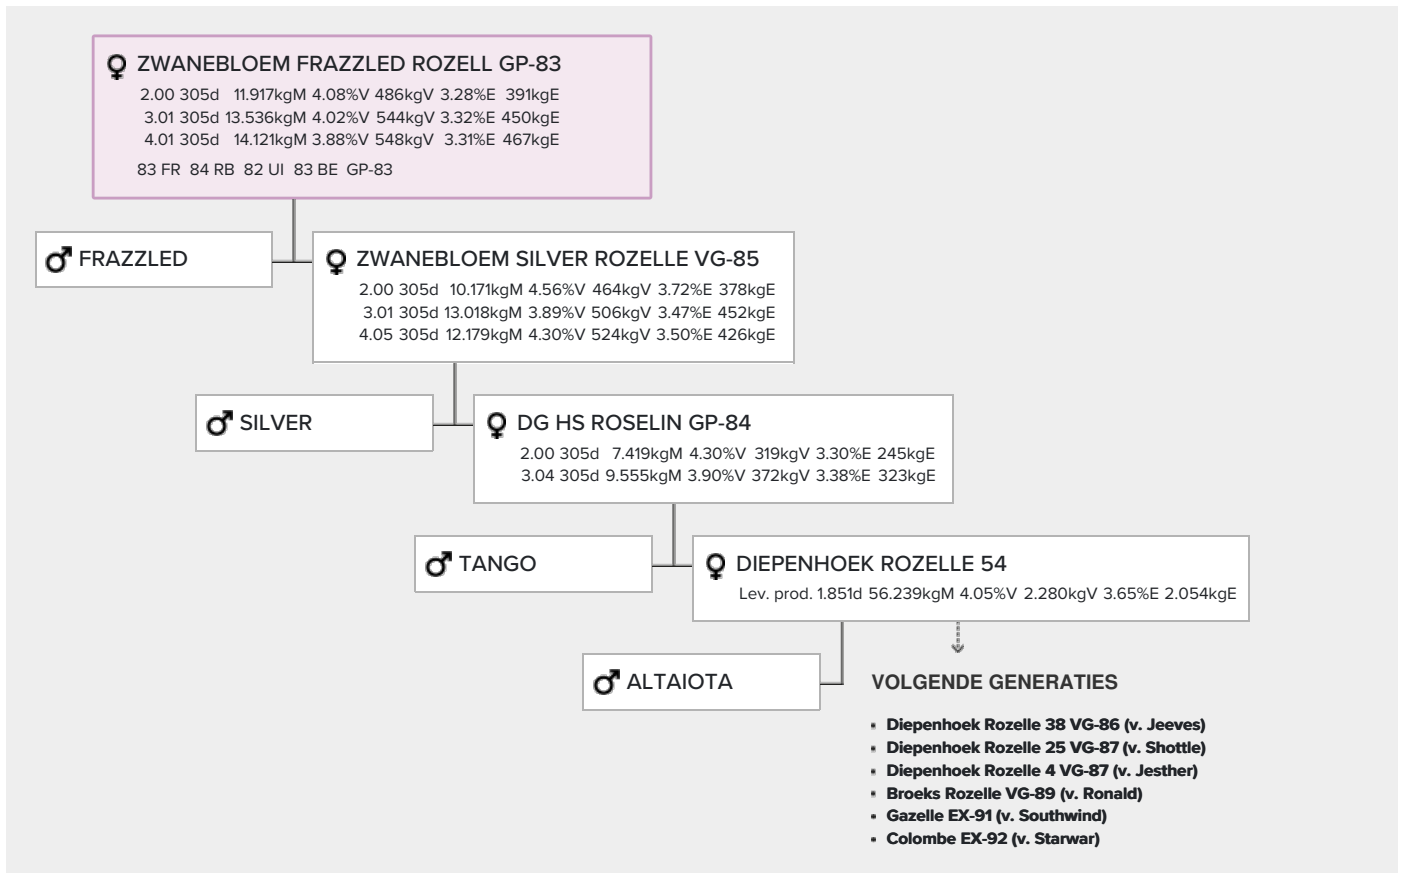 ZWANEBLOEM FRAZZLED ROZELL GP-83
2.00 305d 11.917kgM 4.08%V 486kgV 3.28%E 391kgE
3.01 305d 13.536kgM 4.02%V 544kgV 3.32%E 450kgE
4.01 305d 14.121kgM 3.88%V 548kgV 3.31%E 467kgE
83 FR 84 RB 82 UI 83 BE GP-83
FRAZZLED
ZWANEBLOEM SILVER ROZELLE VG-85
2.00 305d 10.171kgM 4.56%V 464kgV 3.72%E 378kgE
3.01 305d 13.018kgM 3.89%V 506kgV 3.47%E 452kgE
4.05 305d 12.179kgM 4.30%V 524kgV 3.50%E 426kgE
SILVER
DG HS ROSELIN GP-84
2.00 305d 7.419kgM 4.30%V 319kgV 3.30%E 245kgE
3.04 305d 9.555kgM 3.90%V 372kgV 3.38%E 323kgE
TANGO
DIEPENHOEK ROZELLE 54
Lev. prod. 1.851d 56.239kgM 4.05%V 2.280kgV 3.65%E 2.054kgE
ALTAIOTA
VOLGENDE GENERATIES
▪ Diepenhoek Rozelle 38 VG-86 (v. Jeeves)
▪ Diepenhoek Rozelle 25 VG-87 (v. Shottle)
▪ Diepenhoek Rozelle 4 VG-87 (v. Jesther)
▪ Broeks Rozelle VG-89 (v. Ronald)
▪ Gazelle EX-91 (v. Southwind)
▪ Colombe EX-92 (v. Starwar)